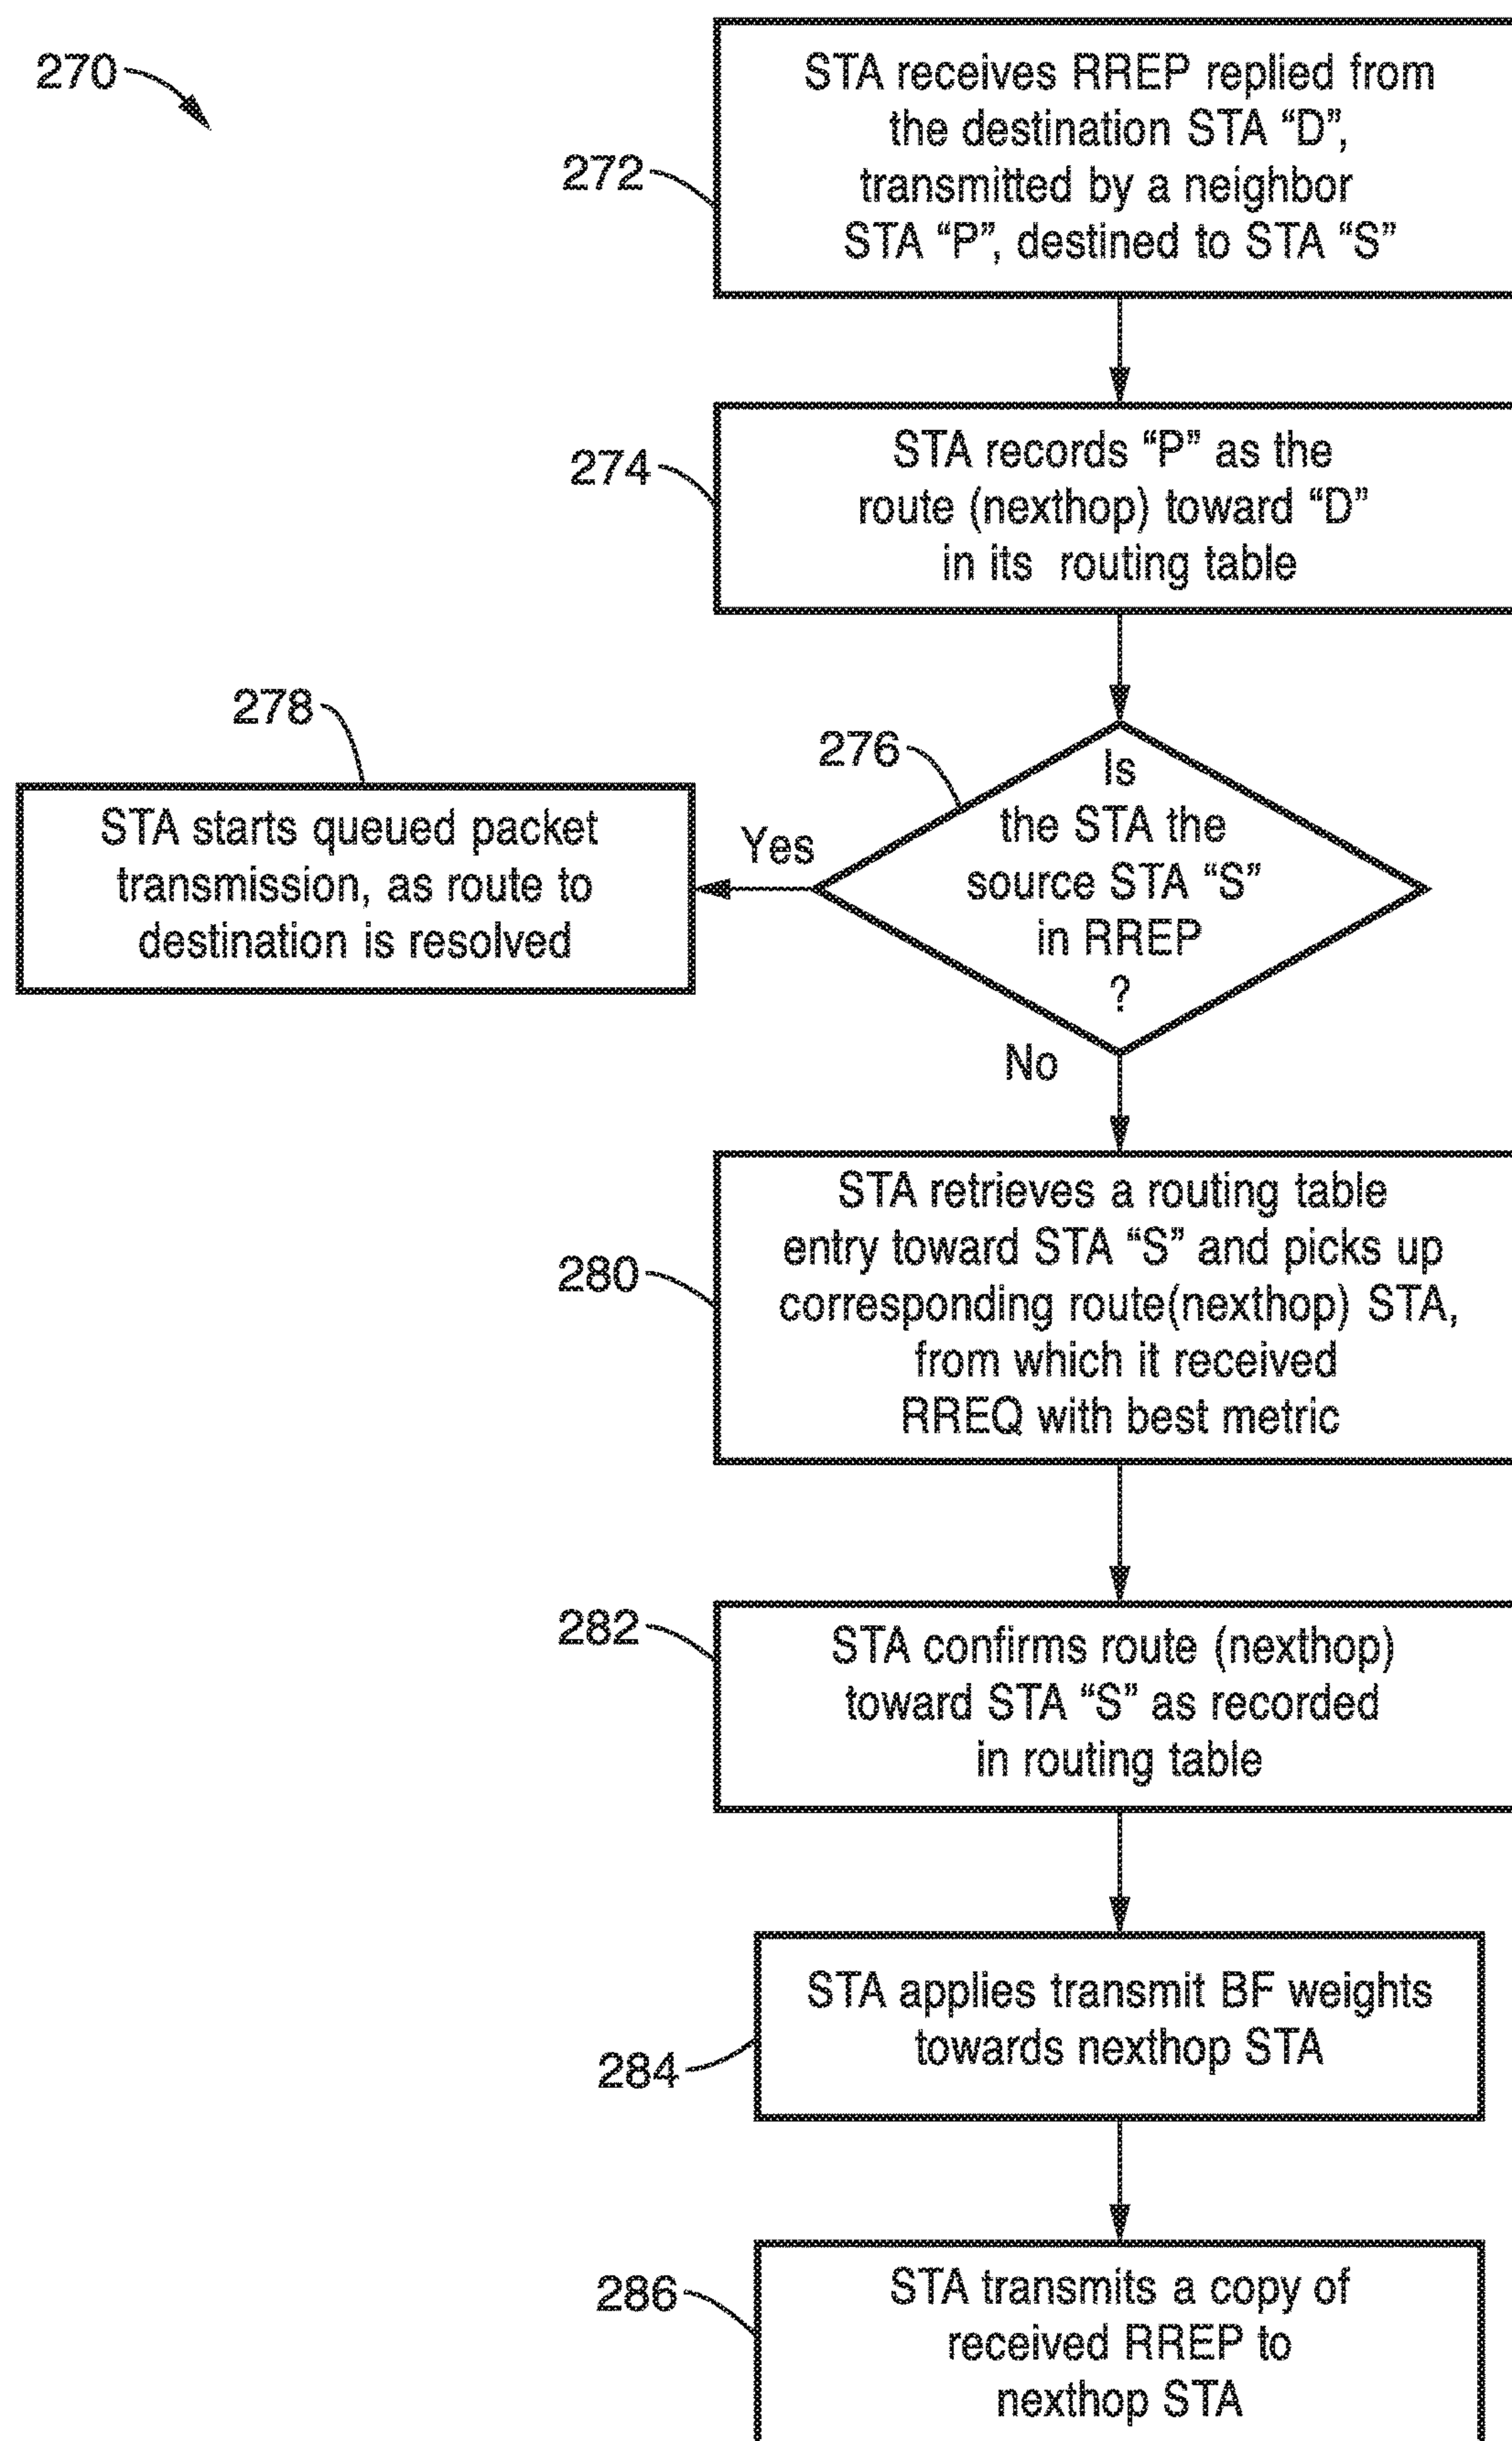 270
STA receives RREP replied from
the destination STA “D”,
transmitted by a neighbor
STA “P”, destined to STA “S”
272
STA records “P” as the
route (nexthop) toward “D”
in its routing table
274
278
276
Is
the STA the
source STA “S”
in RREP
?
Yes
STA starts queued packet
transmission, as route to
destination is resolved
No
STA retrieves a routing table
entry toward STA “S” and picks up
corresponding route(nexthop) STA,
from which it received
RREQ with best metric
280
282
STA confirms route (nexthop)
toward STA “S” as recorded
in routing table
STA applies transmit BF weights
towards nexthop STA
284
286
STA transmits a copy of
received RREP to
nexthop STA